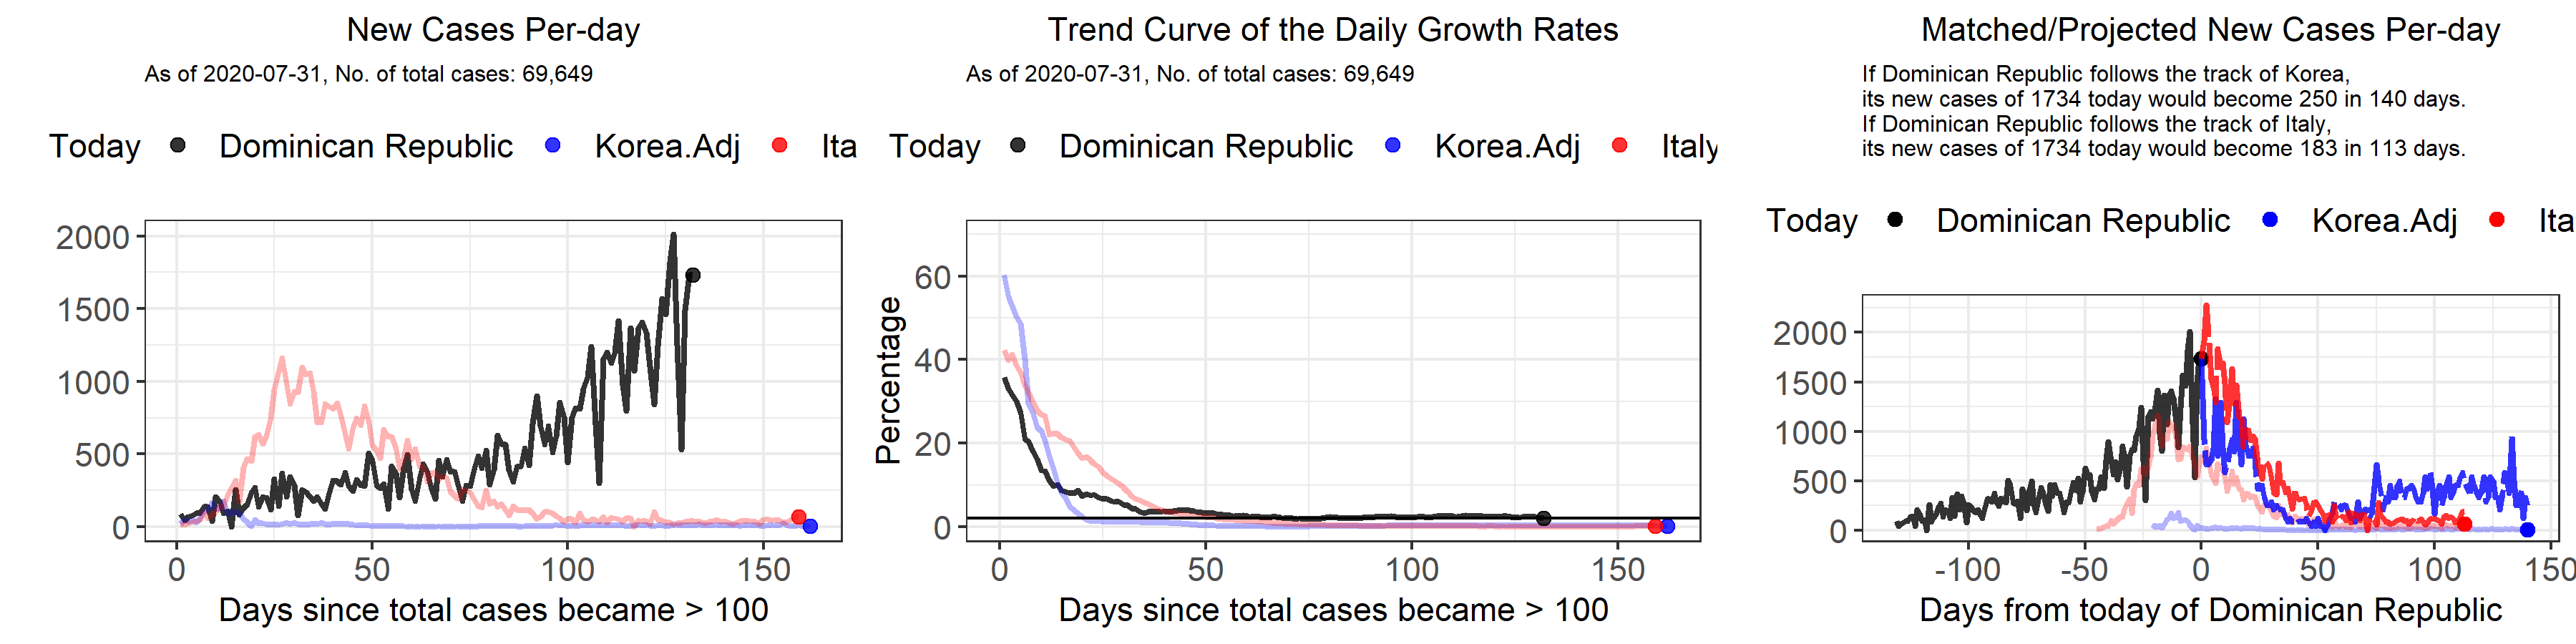 New Cases Per-day
As of 2020-07-31, No. of total cases: 69,649
Today Dominican Republic Korea.Adj Ita
2000
1500
1000
500
0
0 50 100 150
Days since total cases became > 100
Trend Curve of the Daily Growth Rates
As of 2020-07-31, No. of total cases: 69,649
Today Dominican Republic Korea.Adj Italy
Percentage
60
40
20
0
0 50 100 150
Days since total cases became > 100
Matched/Projected New Cases Per-day
If Dominican Republic follows the track of Korea,
its new cases of 1734 today would become 250 in 140 days.
If Dominican Republic follows the track of Italy,
its new cases of 1734 today would become 183 in 113 days.
Today Dominican Republic Korea.Adj Ita
2000
1500
1000
500
0
-100 -50 0 50 100 150
Days from today of Dominican Republic